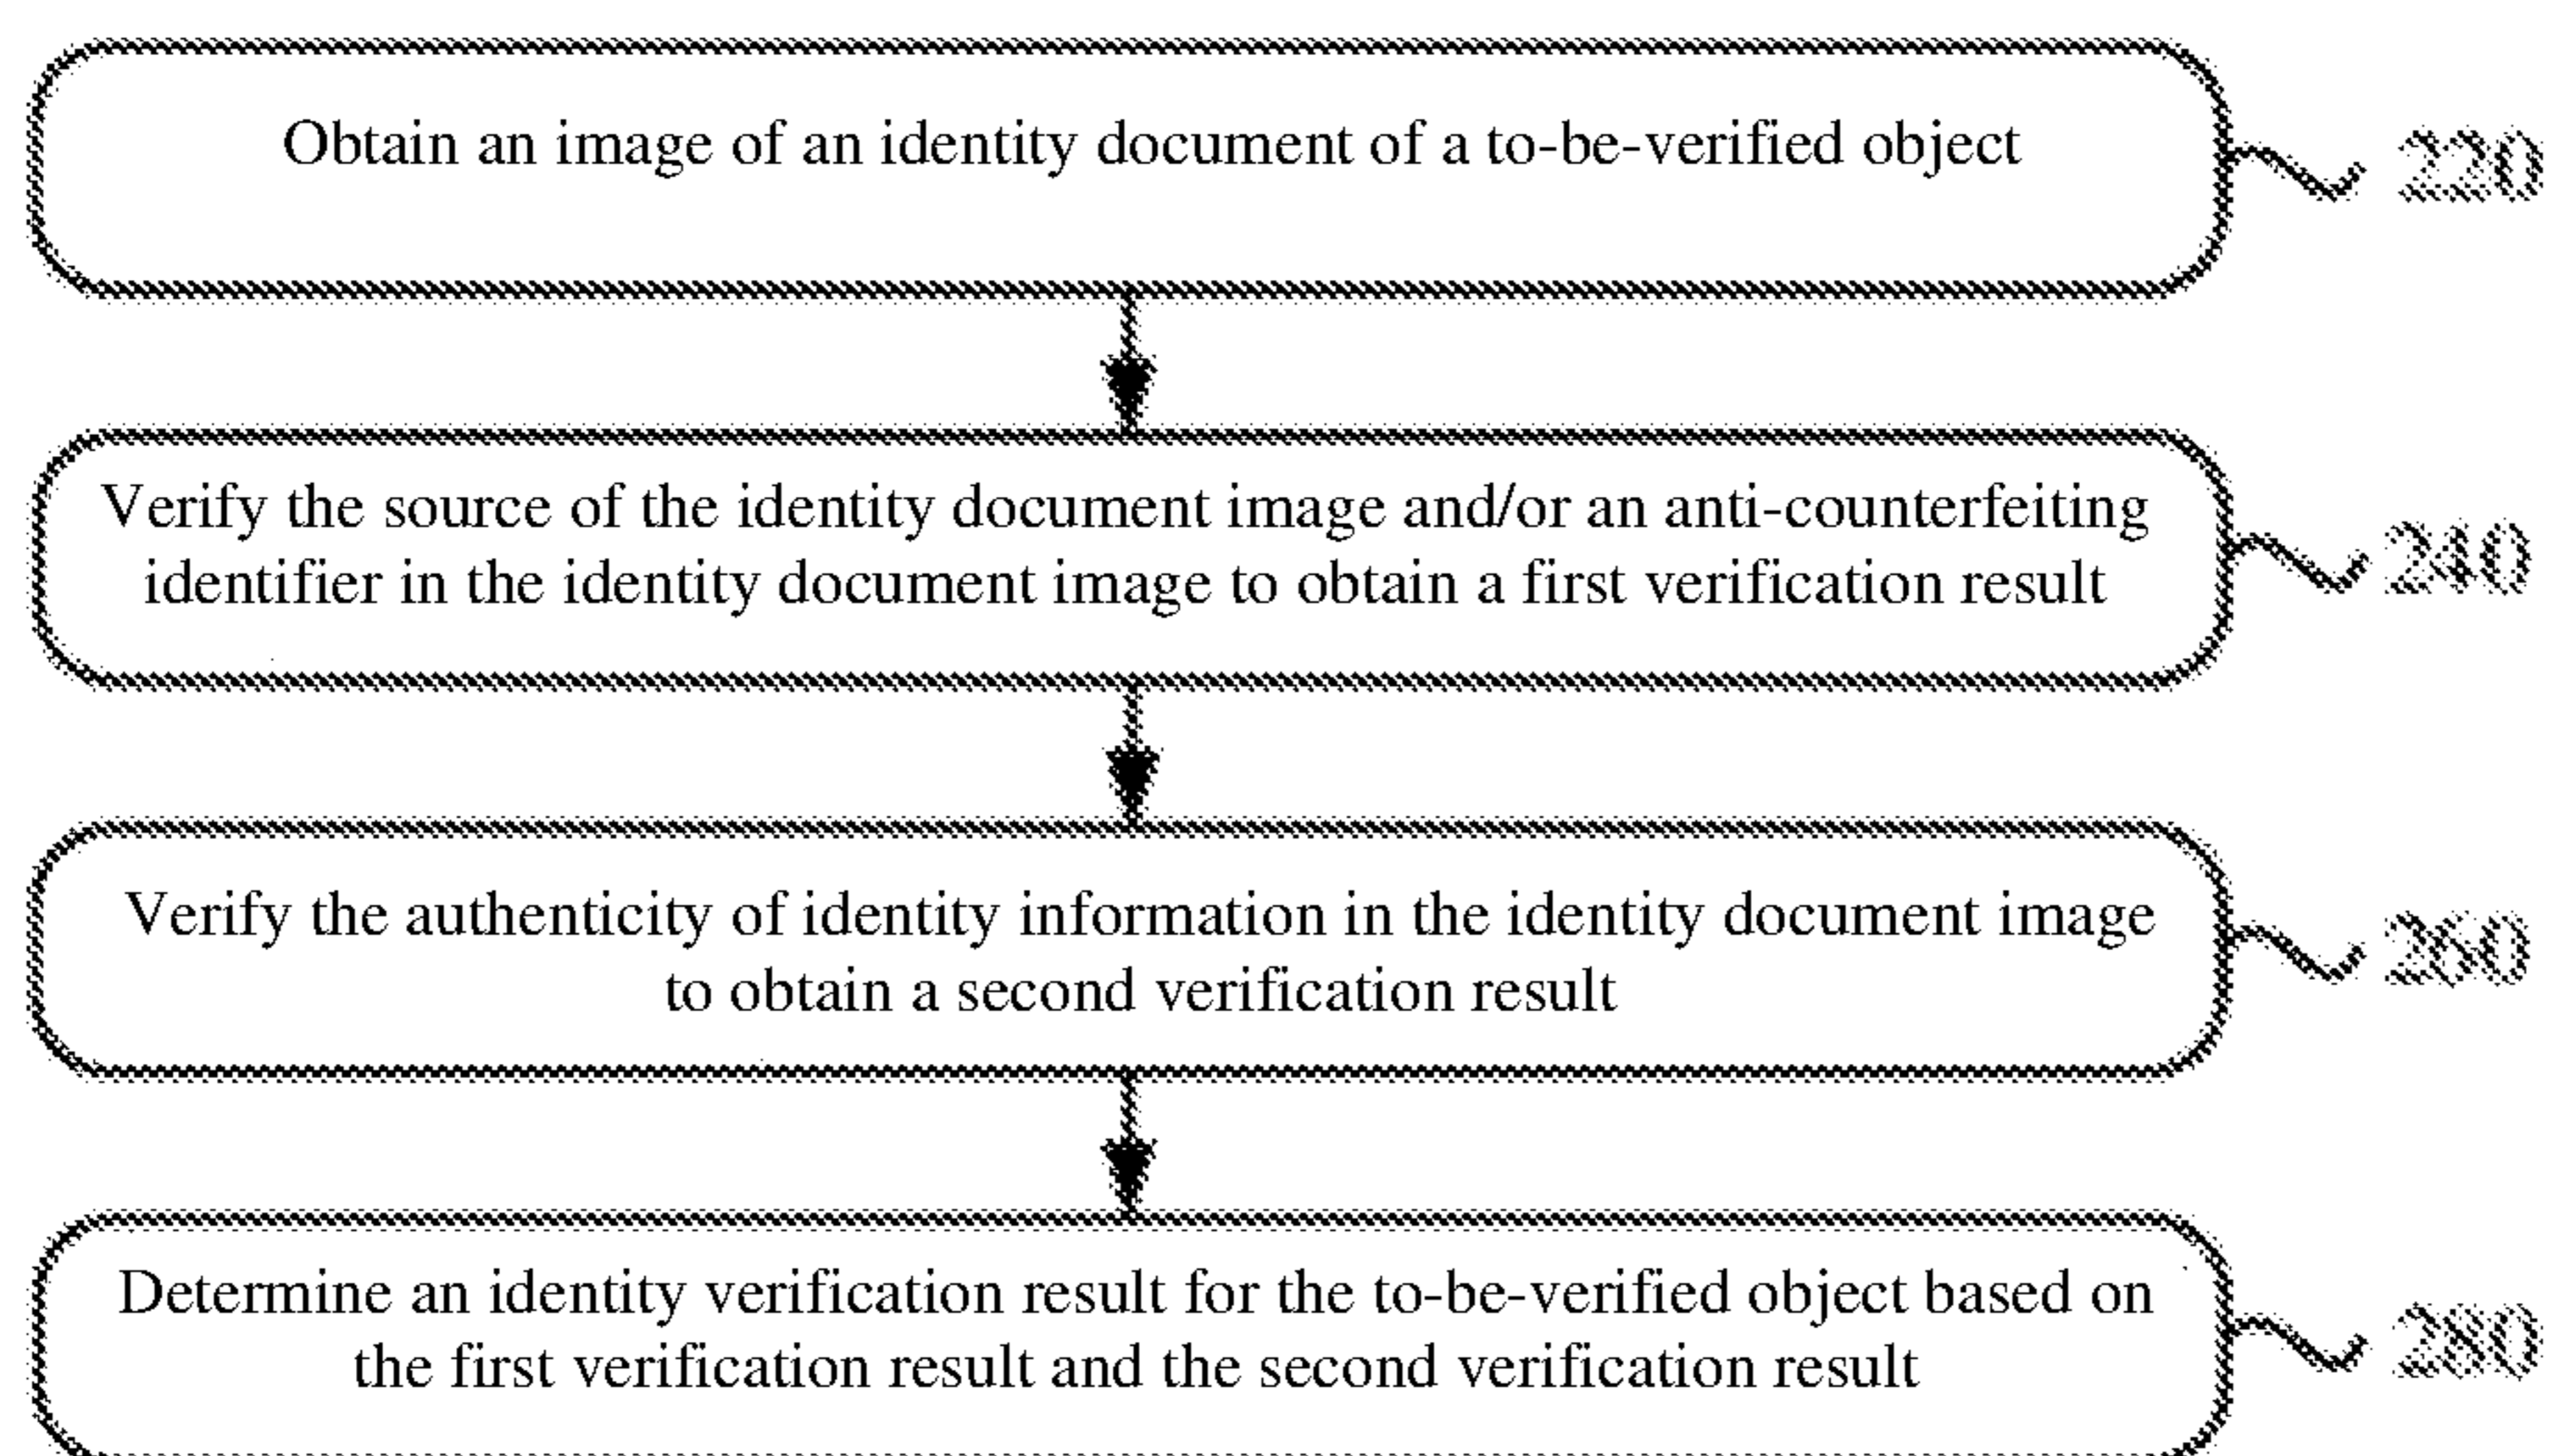 Obtain an image of an identity document of a to-be-verified object
220
Verify the source of the identity document image and/or an anti-counterfeiting
identifier in the identity document image to obtain a first verification result
240
Verify the authenticity of identity information in the identity document image
to obtain a second verification result
260
Determine an identity verification result for the to-be-verified object based on
the first verification result and the second verification result
280